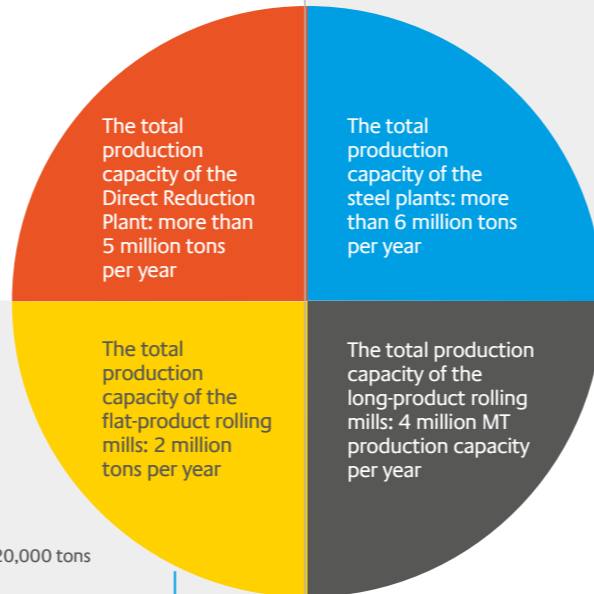 The total
production
capacity of the
Direct Reduction
Plant: more than
5 million tons
per year
The total
production
capacity of the
steel plants: more
than 6 million tons
per year
The total
production
capacity of the
flat-product rolling
mills: 2 million
tons per year
The total production
capacity of the
long-product rolling
mills: 4 million MT
production capacity
per year
20,000 tons